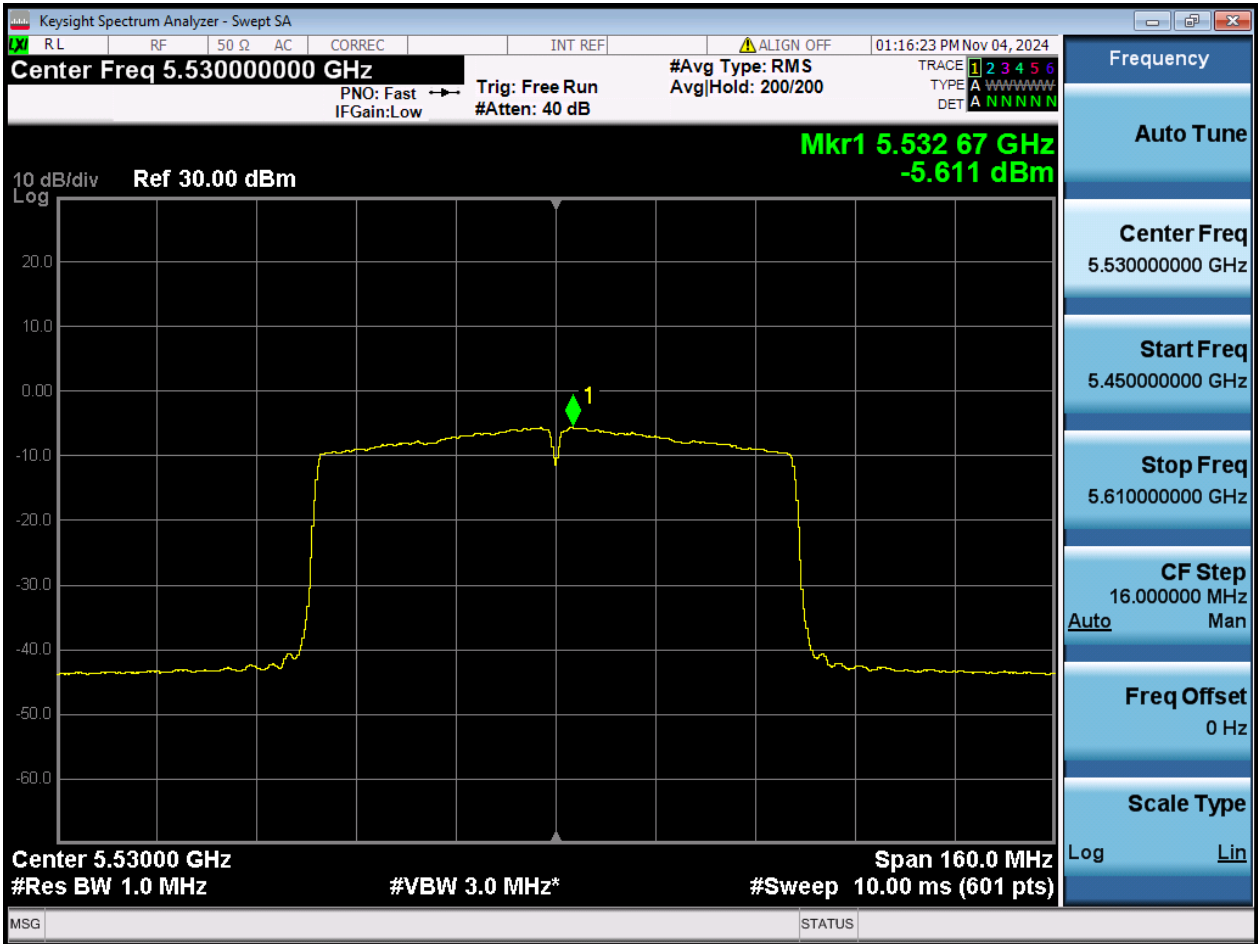 Keysight Spectrum Analyzer - Swept SA
LXI RL RF 50 Ω AC CORREC INT REF ALIGN OFF 01:16:23 PM Nov 04, 2024
Center Freq 5.530000000 GHz
PNO: Fast
IFGain:Low
Trig: Free Run
#Atten: 40 dB
#Avg Type: RMS
Avg|Hold: 200/200
TRACE 1 2 3 4 5 6
TYPE A WWWWW
DET A N N N N N
Mkr1 5.532 67 GHz
-5.611 dBm
10 dB/div Ref 30.00 dBm
Log
20.0
10.0
0.00
-10.0
-20.0
-30.0
-40.0
-50.0
-60.0
1
Center 5.53000 GHz Span 160.0 MHz
#Res BW 1.0 MHz #VBW 3.0 MHz* #Sweep 10.00 ms (601 pts)
MSG STATUS
Frequency
Auto Tune
Center Freq
5.530000000 GHz
Start Freq
5.450000000 GHz
Stop Freq
5.610000000 GHz
CF Step
16.000000 MHz
Auto Man
Freq Offset
0 Hz
Scale Type
Log Lin